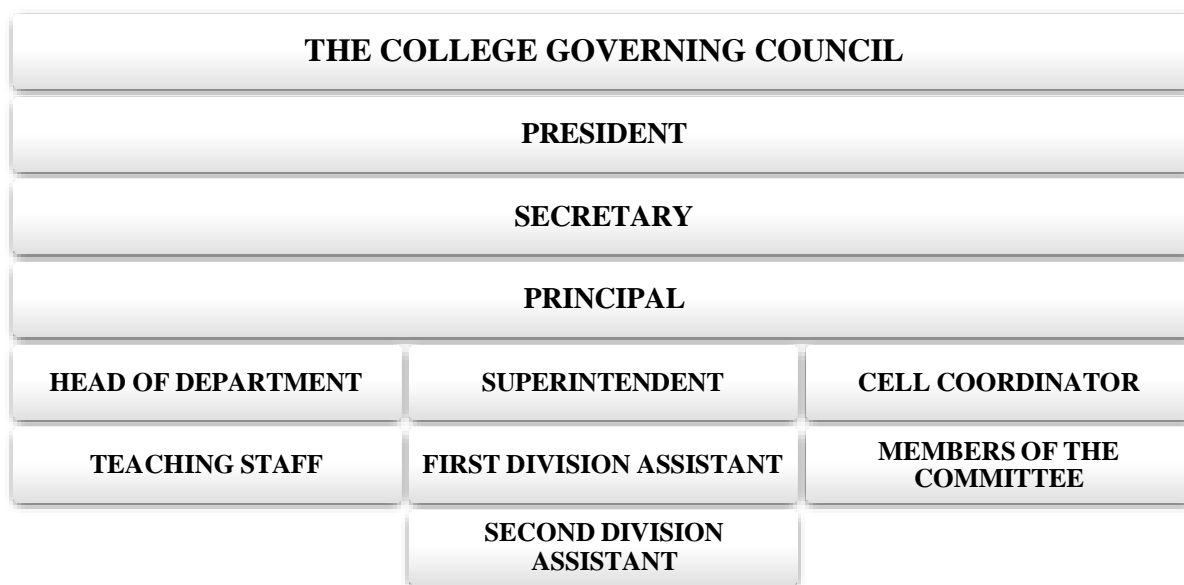 THE COLLEGE GOVERNING COUNCIL
PRESIDENT
SECRETARY
PRINCIPAL
HEAD OF DEPARTMENT
SUPERINTENDENT
CELL COORDINATOR
TEACHING STAFF
FIRST DIVISION ASSISTANT
MEMBERS OF THE
COMMITTEE
SECOND DIVISION
ASSISTANT